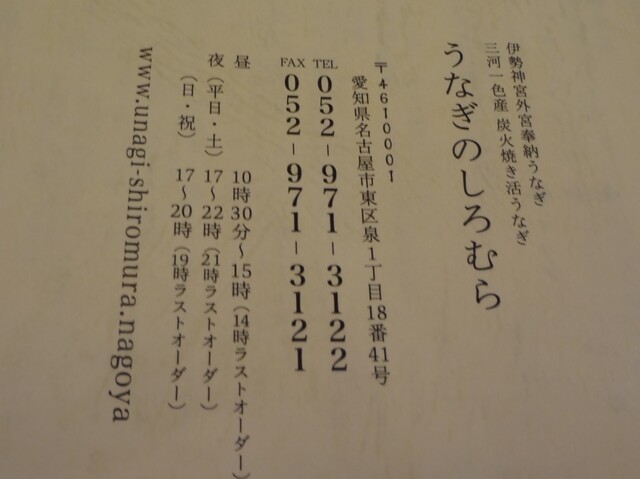 伊勢神宮外宮奉納うなぎ
三河一色産 炭火焼き活うなぎ
うなぎのしろむら
〒4610001
愛知県名古屋市東区泉1丁目18番41号
TEL 052-971-3122
FAX 052-971-3121
昼 10時30分〜15時(14時ラストオーダー)
夜(平日・土) 17〜22時(21時ラストオーダー)
(日・祝) 17〜20時(19時ラストオーダー)
www.unagi-shiromura.nagoya